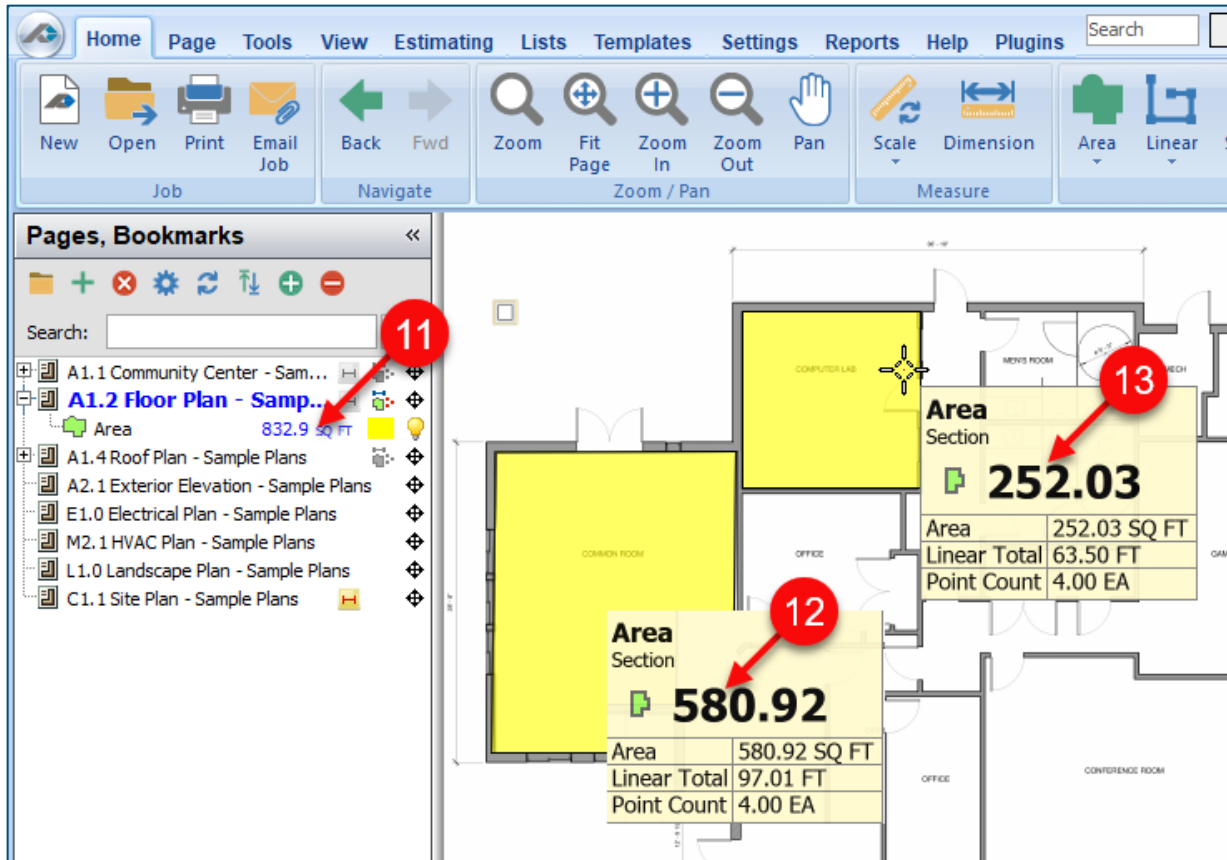 Home Page Tools View Estimating Lists Templates Settings Reports Help Plugins Search
New Open Print Email Job Back Fwd Zoom Fit Page Zoom In Zoom Out Pan Scale Dimension Area Linear
Job Navigate Zoom / Pan Measure
Pages, Bookmarks
Search:
11
A1.1 Community Center - Sam...
A1.2 Floor Plan - Samp...
Area 832.9 SQ FT
A1.4 Roof Plan - Sample Plans
A2.1 Exterior Elevation - Sample Plans
E1.0 Electrical Plan - Sample Plans
M2.1 HVAC Plan - Sample Plans
L1.0 Landscape Plan - Sample Plans
C1.1 Site Plan - Sample Plans
COMPUTER LAB
MEN'S ROOM
MECH
13
Area
Section
252.03
Area 252.03 SQ FT
Linear Total 63.50 FT
Point Count 4.00 EA
COMMON ROOM
OFFICE
12
Area
Section
580.92
Area 580.92 SQ FT
Linear Total 97.01 FT
Point Count 4.00 EA
OFFICE
CONFERENCE ROOM